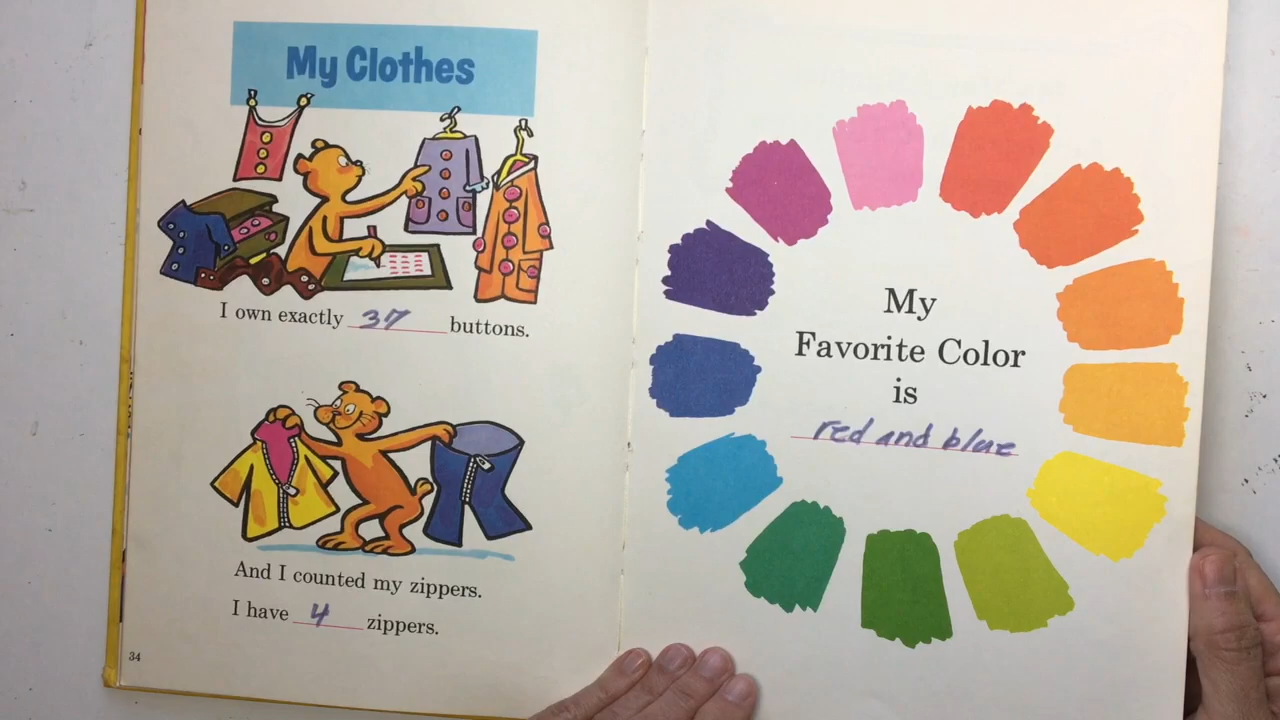 My Clothes
I own exactly 37 buttons.
And I counted my zippers.
I have 4 zippers.
34
My
Favorite Color
is
red and blue